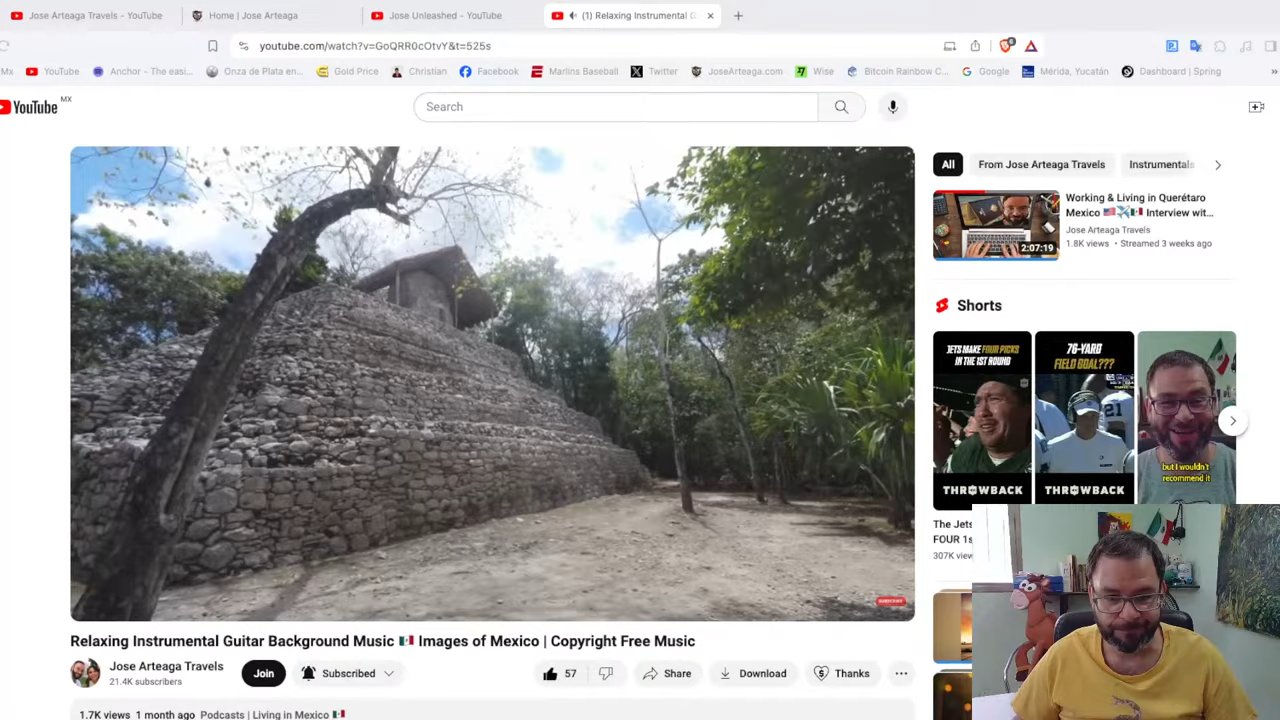 Jose Arteaga Travels - YouTube
Home | Jose Arteaga
Jose Unleashed - YouTube
(1) Relaxing Instrumental G
youtube.com/watch?v=GoQRR0cOtvY&t=525s
6
Mx
YouTube
Anchor - The easi...
Onza de Plata en...
Gold Price
Christian
Facebook
Marlins Baseball
Twitter
JoseArteaga.com
Wise
Bitcoin Rainbow C...
Google
Mérida, Yucatán
Dashboard | Spring
YouTube MX
Search
All
From Jose Arteaga Travels
Instrumentals
Working & Living in Querétaro
Mexico 🇺🇸✈️🇲🇽 Interview wit...
Jose Arteaga Travels
1.8K views • Streamed 3 weeks ago
2:07:19
Shorts
JETS MAKE FOUR PICKS
IN THE 1ST ROUND
THROWBACK
76-YARD
FIELD GOAL???
21
THROWBACK
but I wouldn't
recommend it
The Jets
FOUR 1s
307K view
SUBSCRIBE
Relaxing Instrumental Guitar Background Music 🇲🇽 Images of Mexico | Copyright Free Music
Jose Arteaga Travels
21.4K subscribers
Join
Subscribed
57
Share
Download
Thanks
1.7K views 1 month ago Podcasts | Living in Mexico 🇲🇽